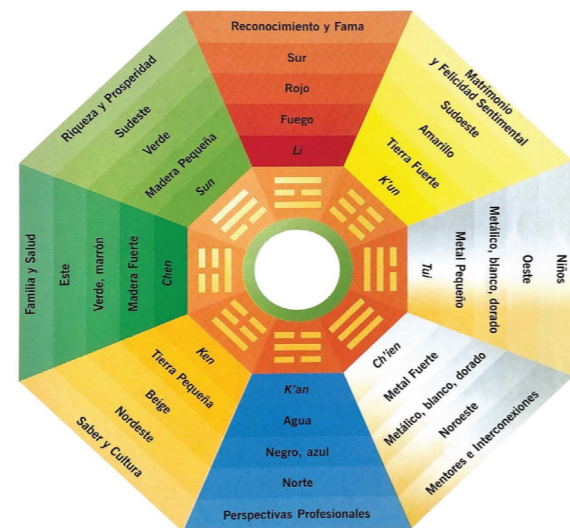 Reconocimiento y Fama
Sur
Rojo
Fuego
Li
Matrimonio
y Felicidad Sentimental
Sudoeste
Amarillo
Tierra Fuerte
K'un
Niños
Oeste
Metálico, blanco, dorado
Metal Pequeño
Tui
Ch'ien
Metal Fuerte
Metálico, blanco, dorado
Noroeste
Mentores e Interconexiones
K'an
Agua
Negro, azul
Norte
Perspectivas Profesionales
Ken
Tierra Pequeña
Beige
Nordeste
Saber y Cultura
Familia y Salud
Este
Verde, marrón
Madera Fuerte
Chen
Riqueza y Prosperidad
Sudeste
Verde
Madera Pequeña
Sun